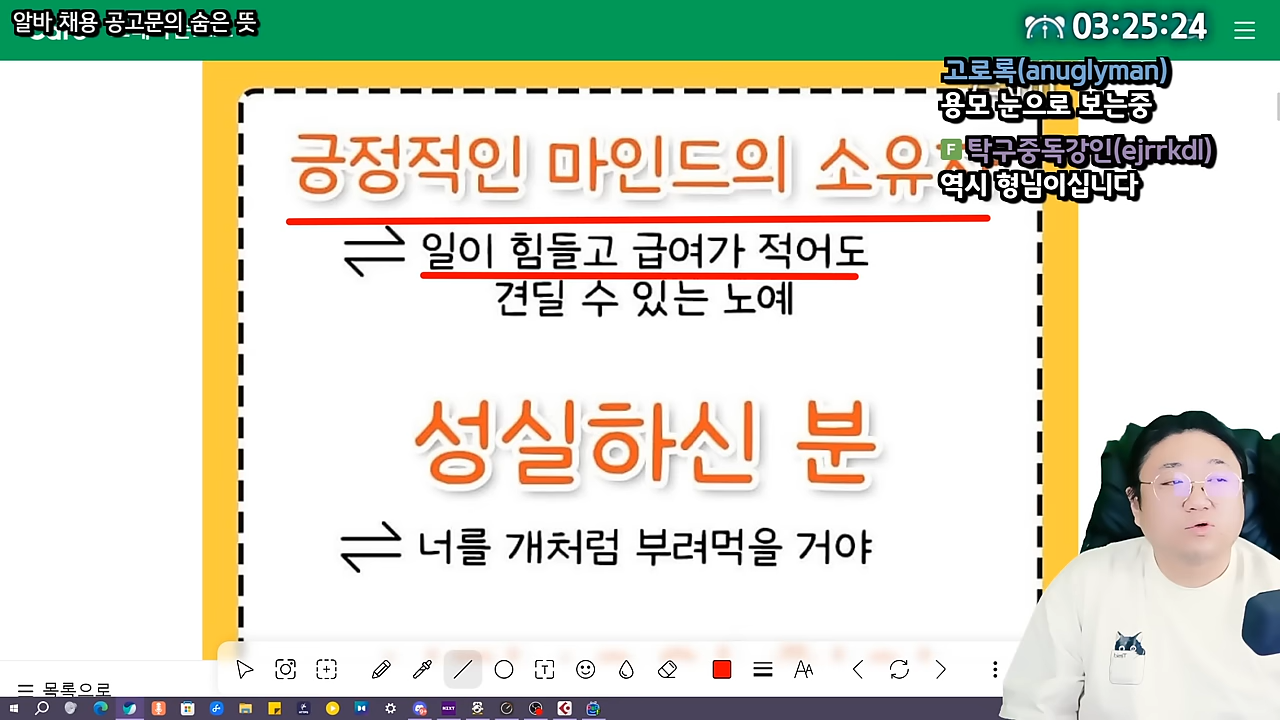 알바 채용 공고문의 숨은 뜻
03:25:24
고로록(anuglyman)
용모 눈으로 보는중
F 탁구중독강인(ejrrkdl)
역시 형님이십니다
긍정적인 마인드의
⇌ 일이 힘들고 급여가 적어도
견딜 수 있는 노예
성실하신 분
⇌ 너를 개처럼 부려먹을 거야
목록으로